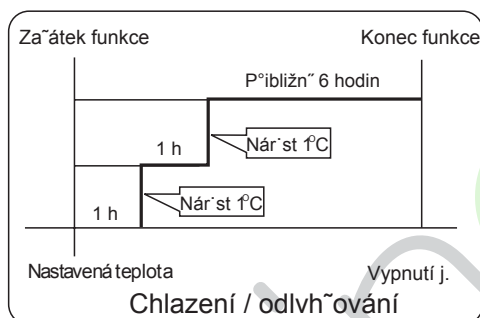 Za˜átek funkce Konec funkce
P°ibližn˝ 6 hodin
1 h Nár˙st 1°C
1 h Nár˙st 1°C
Nastavená teplota Vypnutí j.
Chlazení / odlvh˜ování